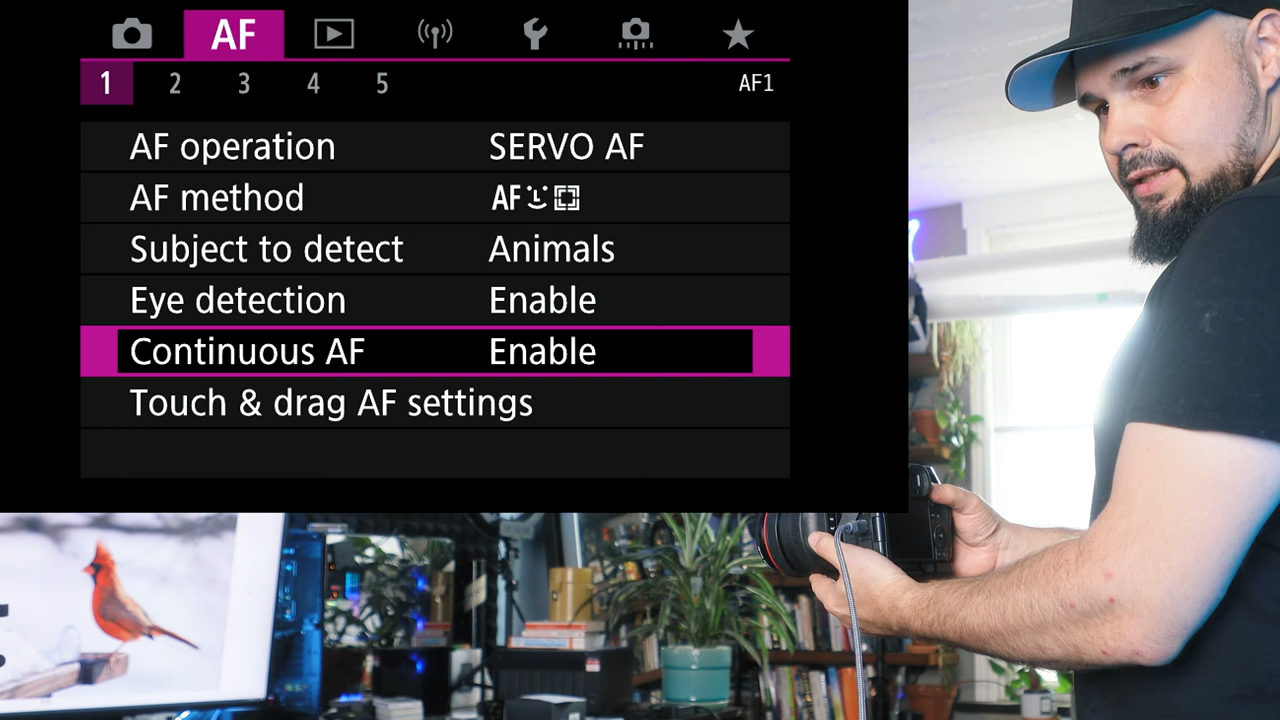 AF
1 2 3 4 5 AF1
AF operation SERVO AF
AF method AF
Subject to detect Animals
Eye detection Enable
Continuous AF Enable
Touch & drag AF settings